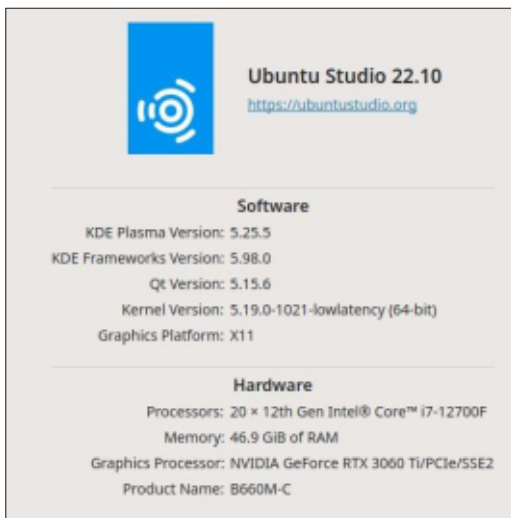 Ubuntu Studio 22.10
https://ubuntustudio.org
Software
KDE Plasma Version: 5.25.5
KDE Frameworks Version: 5.98.0
Qt Version: 5.15.6
Kernel Version: 5.19.0-1021-lowlatency (64-bit)
Graphics Platform: X11
Hardware
Processors: 20 × 12th Gen Intel® Core™ i7-12700F
Memory: 46.9 GiB of RAM
Graphics Processor: NVIDIA GeForce RTX 3060 Ti/PCIe/SSE2
Product Name: B660M-C